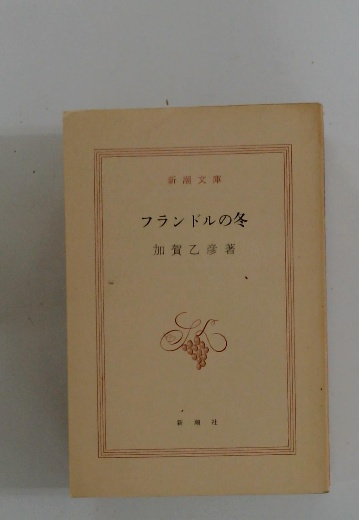 新潮文庫
フランドルの冬
加賀乙彦著
新潮社